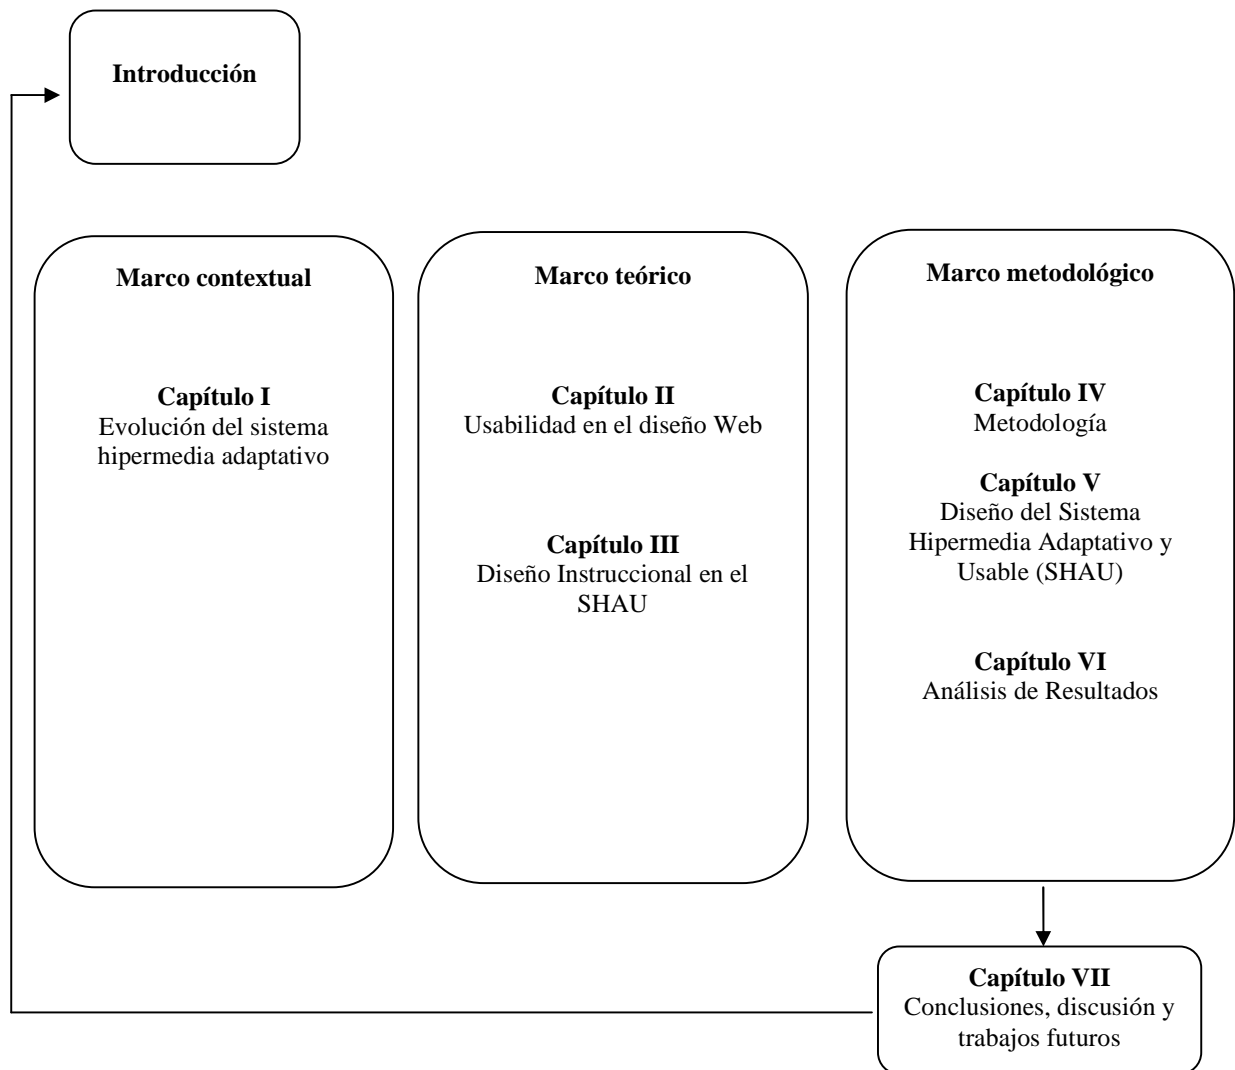 Introducción
Marco contextual
Capítulo I
Evolución del sistema
hipermedia adaptativo
Marco teórico
Capítulo II
Usabilidad en el diseño Web
Capítulo III
Diseño Instruccional en el
SHAU
Marco metodológico
Capítulo IV
Metodología
Capítulo V
Diseño del Sistema
Hipermedia Adaptativo y
Usable (SHAU)
Capítulo VI
Análisis de Resultados
Capítulo VII
Conclusiones, discusión y
trabajos futuros